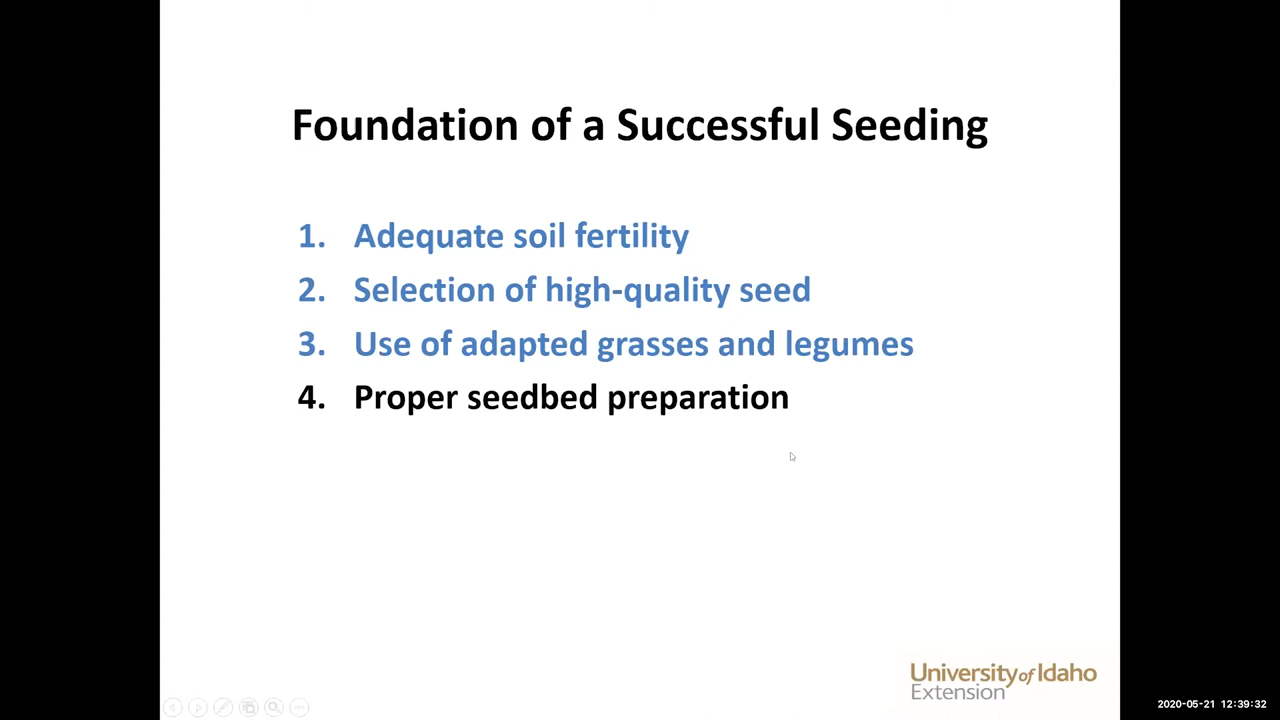 Foundation of a Successful Seeding
1. Adequate soil fertility
2. Selection of high-quality seed
3. Use of adapted grasses and legumes
4. Proper seedbed preparation
University of Idaho
Extension
2020-05-21 12:39:32